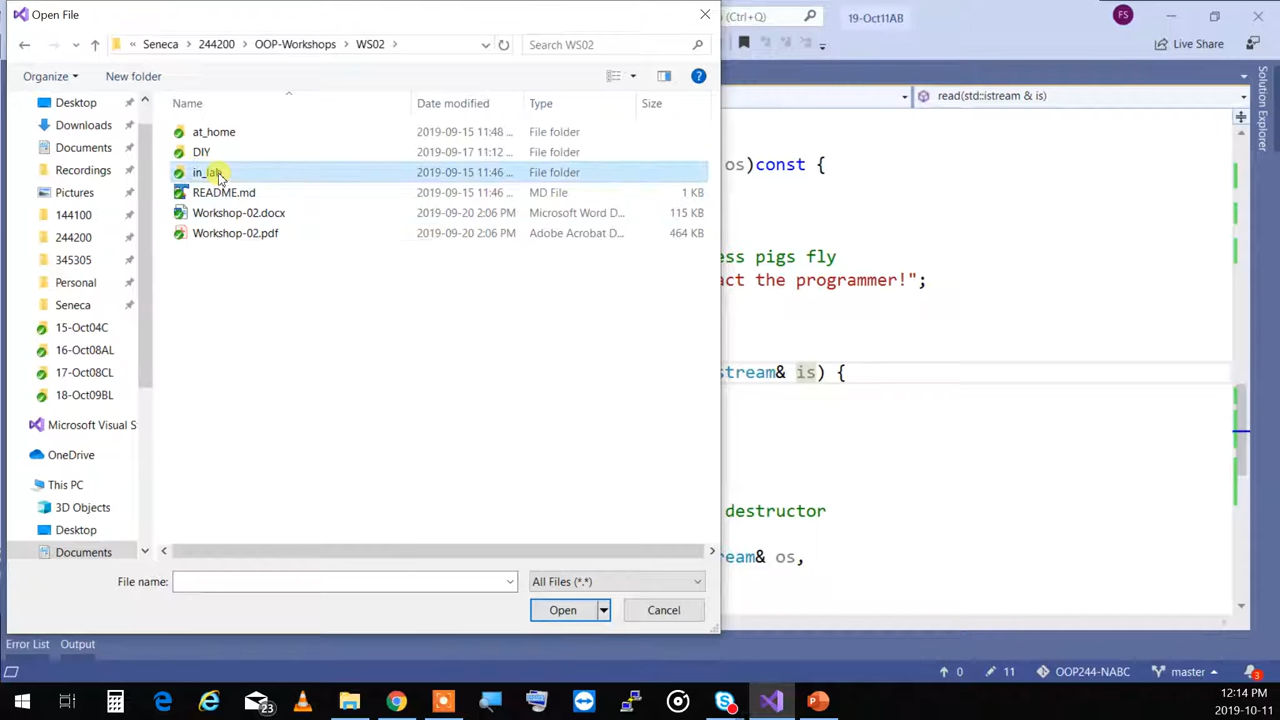 Open File
(Ctrl+Q)
19-Oct11AB
FS
Seneca
244200
OOP-Workshops
WS02
Search WS02
Live Share
Organize
New folder
read(std::istream & is)
Name
Date modified
Type
Size
Solution Explorer
Desktop
Downloads
Documents
Recordings
Pictures
144100
244200
345305
Personal
Seneca
15-Oct04C
16-Oct08AL
17-Oct08CL
18-Oct09BL
Microsoft Visual S
OneDrive
This PC
3D Objects
Desktop
Documents
at_home 2019-09-15 11:48 ... File folder
DIY 2019-09-17 11:12 ... File folder
in_lab 2019-09-15 11:46 ... File folder
README.md 2019-09-15 11:46 ... MD File 1 KB
Workshop-02.docx 2019-09-20 2:06 PM Microsoft Word D... 115 KB
Workshop-02.pdf 2019-09-20 2:06 PM Adobe Acrobat D... 464 KB
os)const {
ess pigs fly
act the programmer!";
stream& is) {
destructor
eam& os,
File name:
All Files (*.*)
Open
Cancel
Error List
Output
0
11
OOP244-NABC
master
3
23
12:14 PM
2019-10-11